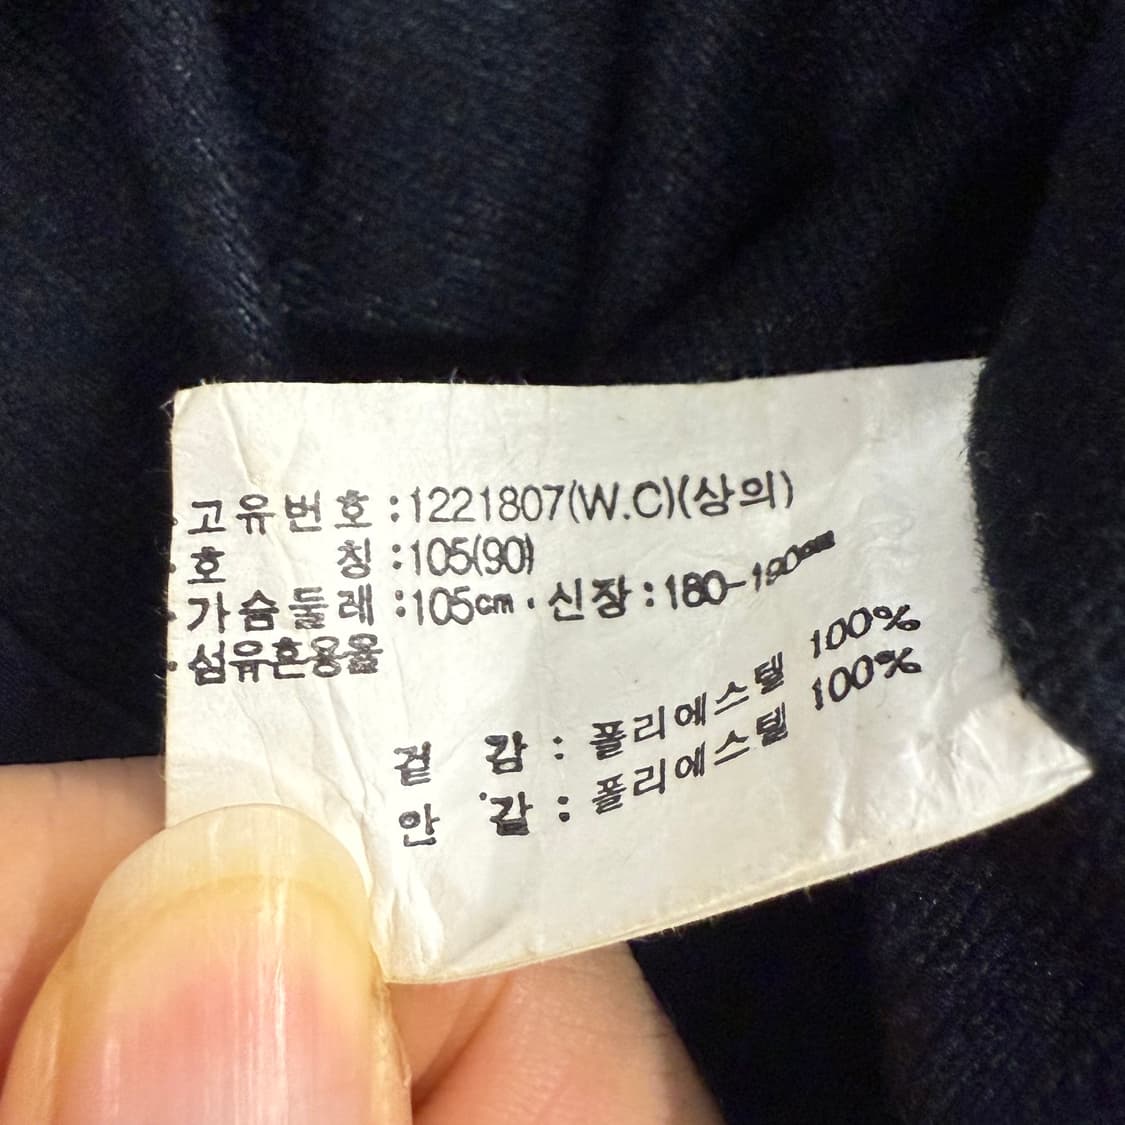 고유번호 :1221807(W.C)(상의)
호 칭 :105(90)
가슴둘레 :105cm · 신장 :180-190cm
섬유혼용율
겉 감 : 폴리에스텔 100%
안 감 : 폴리에스텔 100%